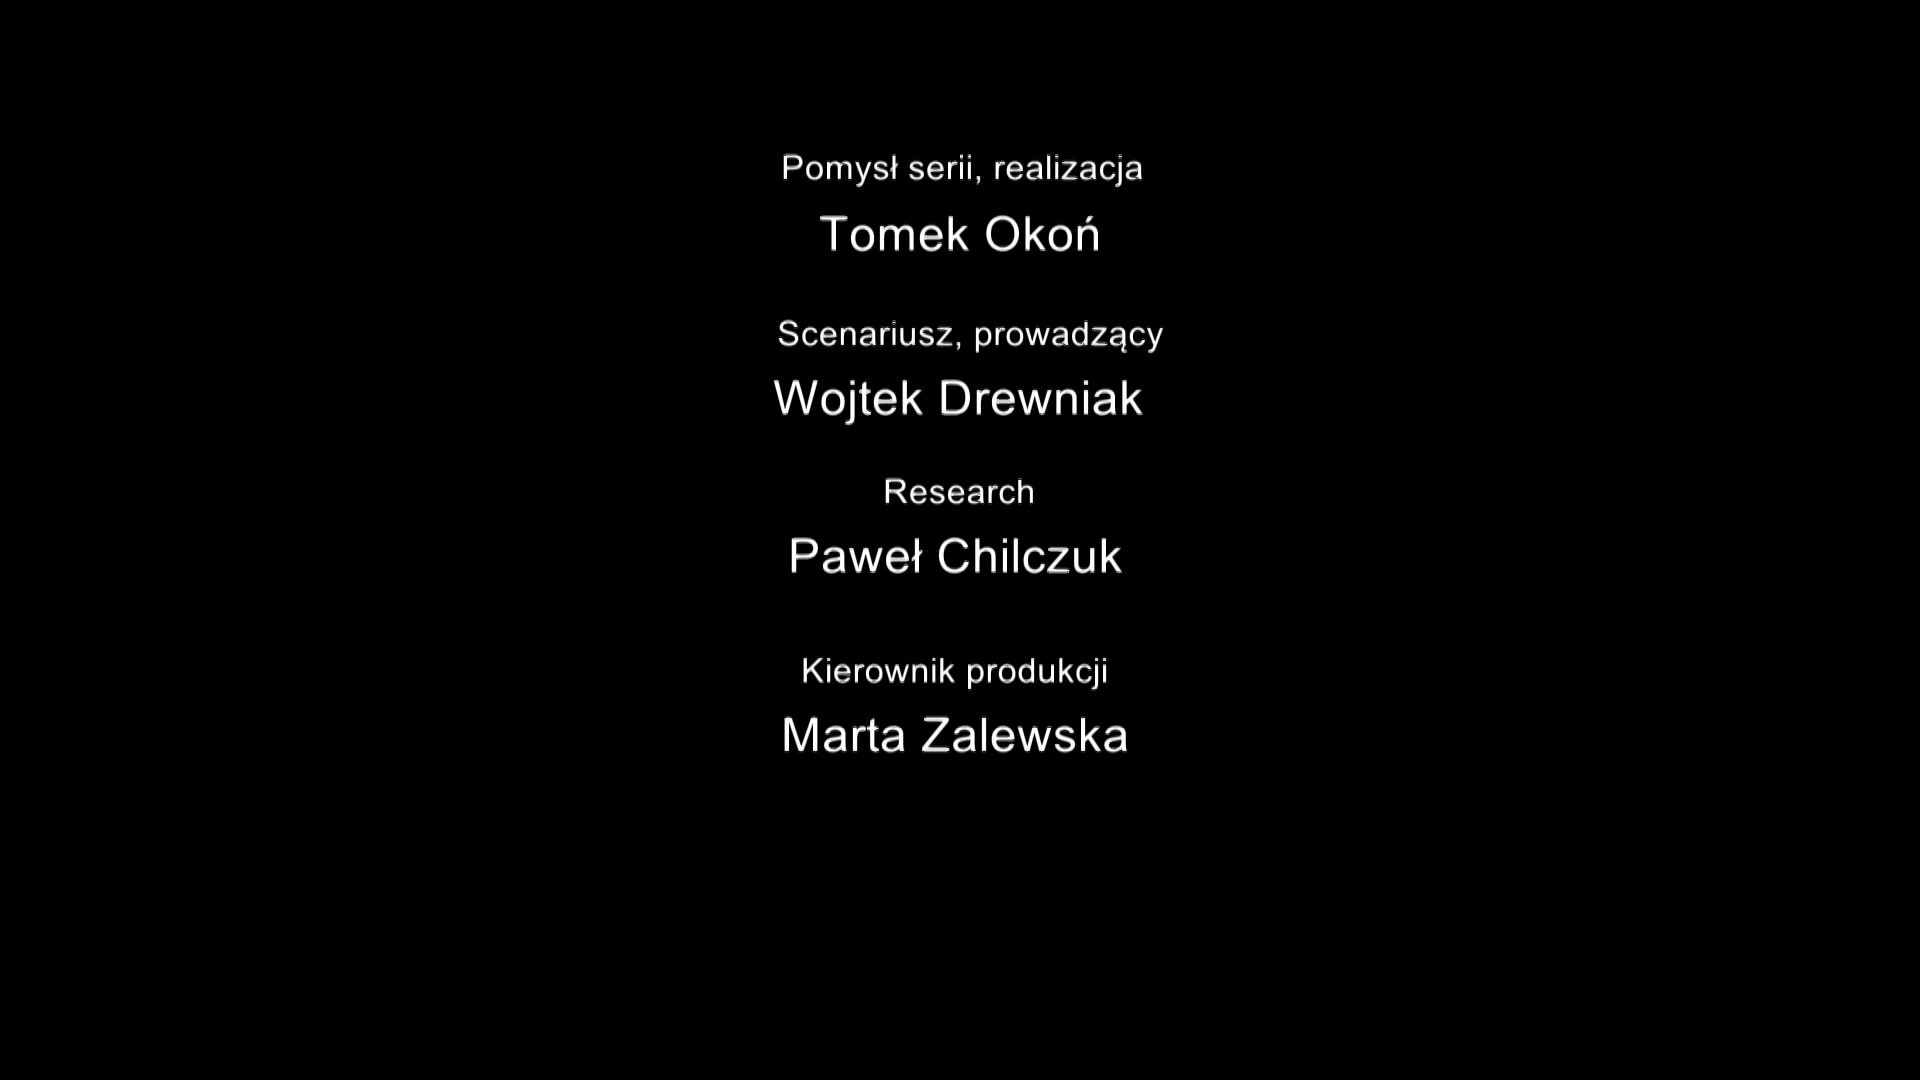 Pomysł serii, realizacja
Tomek Okoń
Scenariusz, prowadzący
Wojtek Drewniak
Research
Paweł Chilczuk
Kierownik produkcji
Marta Zalewska